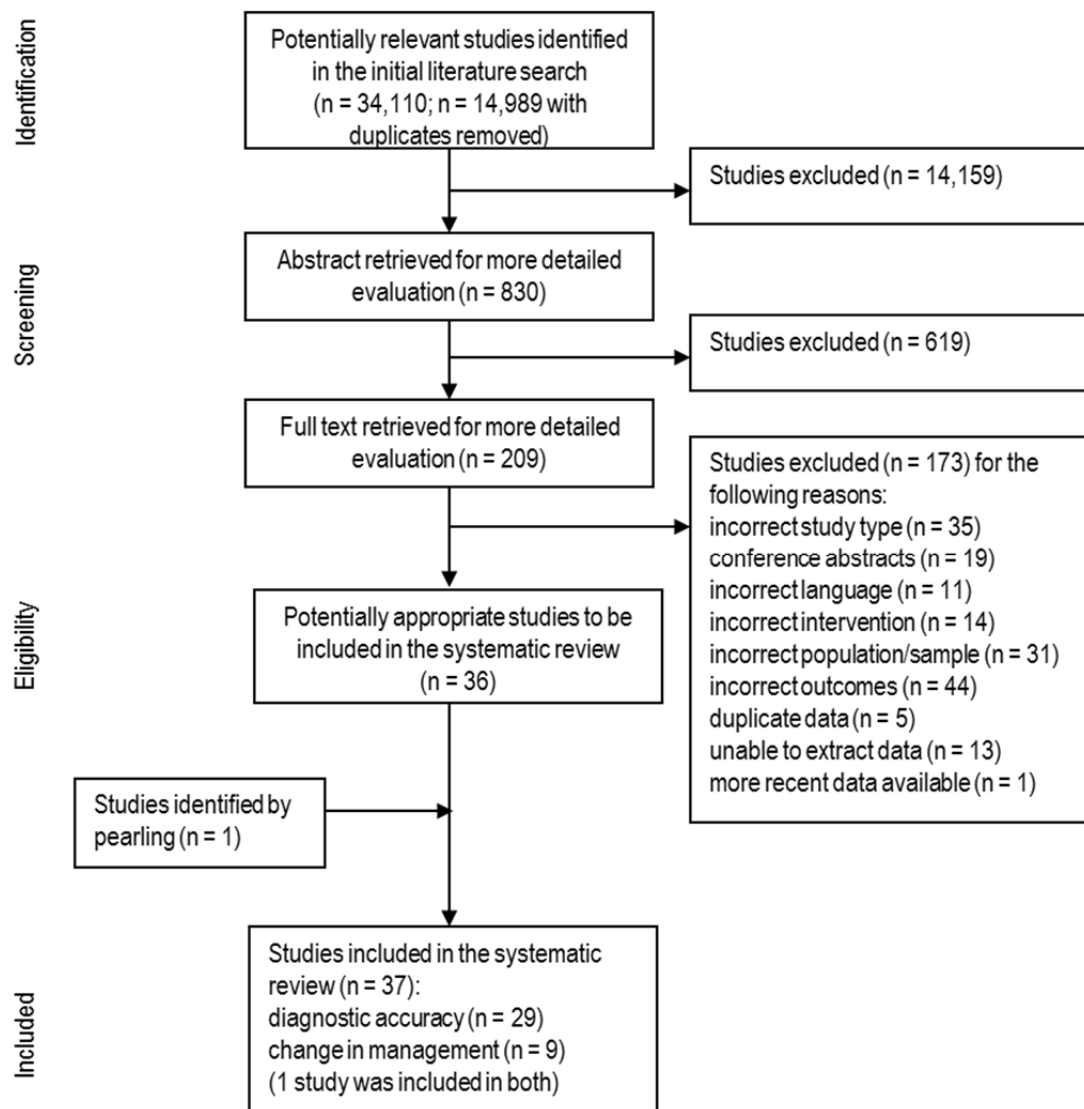 Identification
Potentially relevant studies identified
in the initial literature search
(n = 34,110; n = 14,989 with
duplicates removed)
Studies excluded (n = 14,159)
Screening
Abstract retrieved for more detailed
evaluation (n = 830)
Studies excluded (n = 619)
Full text retrieved for more detailed
evaluation (n = 209)
Studies excluded (n = 173) for the
following reasons:
incorrect study type (n = 35)
conference abstracts (n = 19)
incorrect language (n = 11)
incorrect intervention (n = 14)
incorrect population/sample (n = 31)
incorrect outcomes (n = 44)
duplicate data (n = 5)
unable to extract data (n = 13)
more recent data available (n = 1)
Eligibility
Potentially appropriate studies to be
included in the systematic review
(n = 36)
Studies identified by
pearling (n = 1)
Included
Studies included in the systematic
review (n = 37):
diagnostic accuracy (n = 29)
change in management (n = 9)
(1 study was included in both)